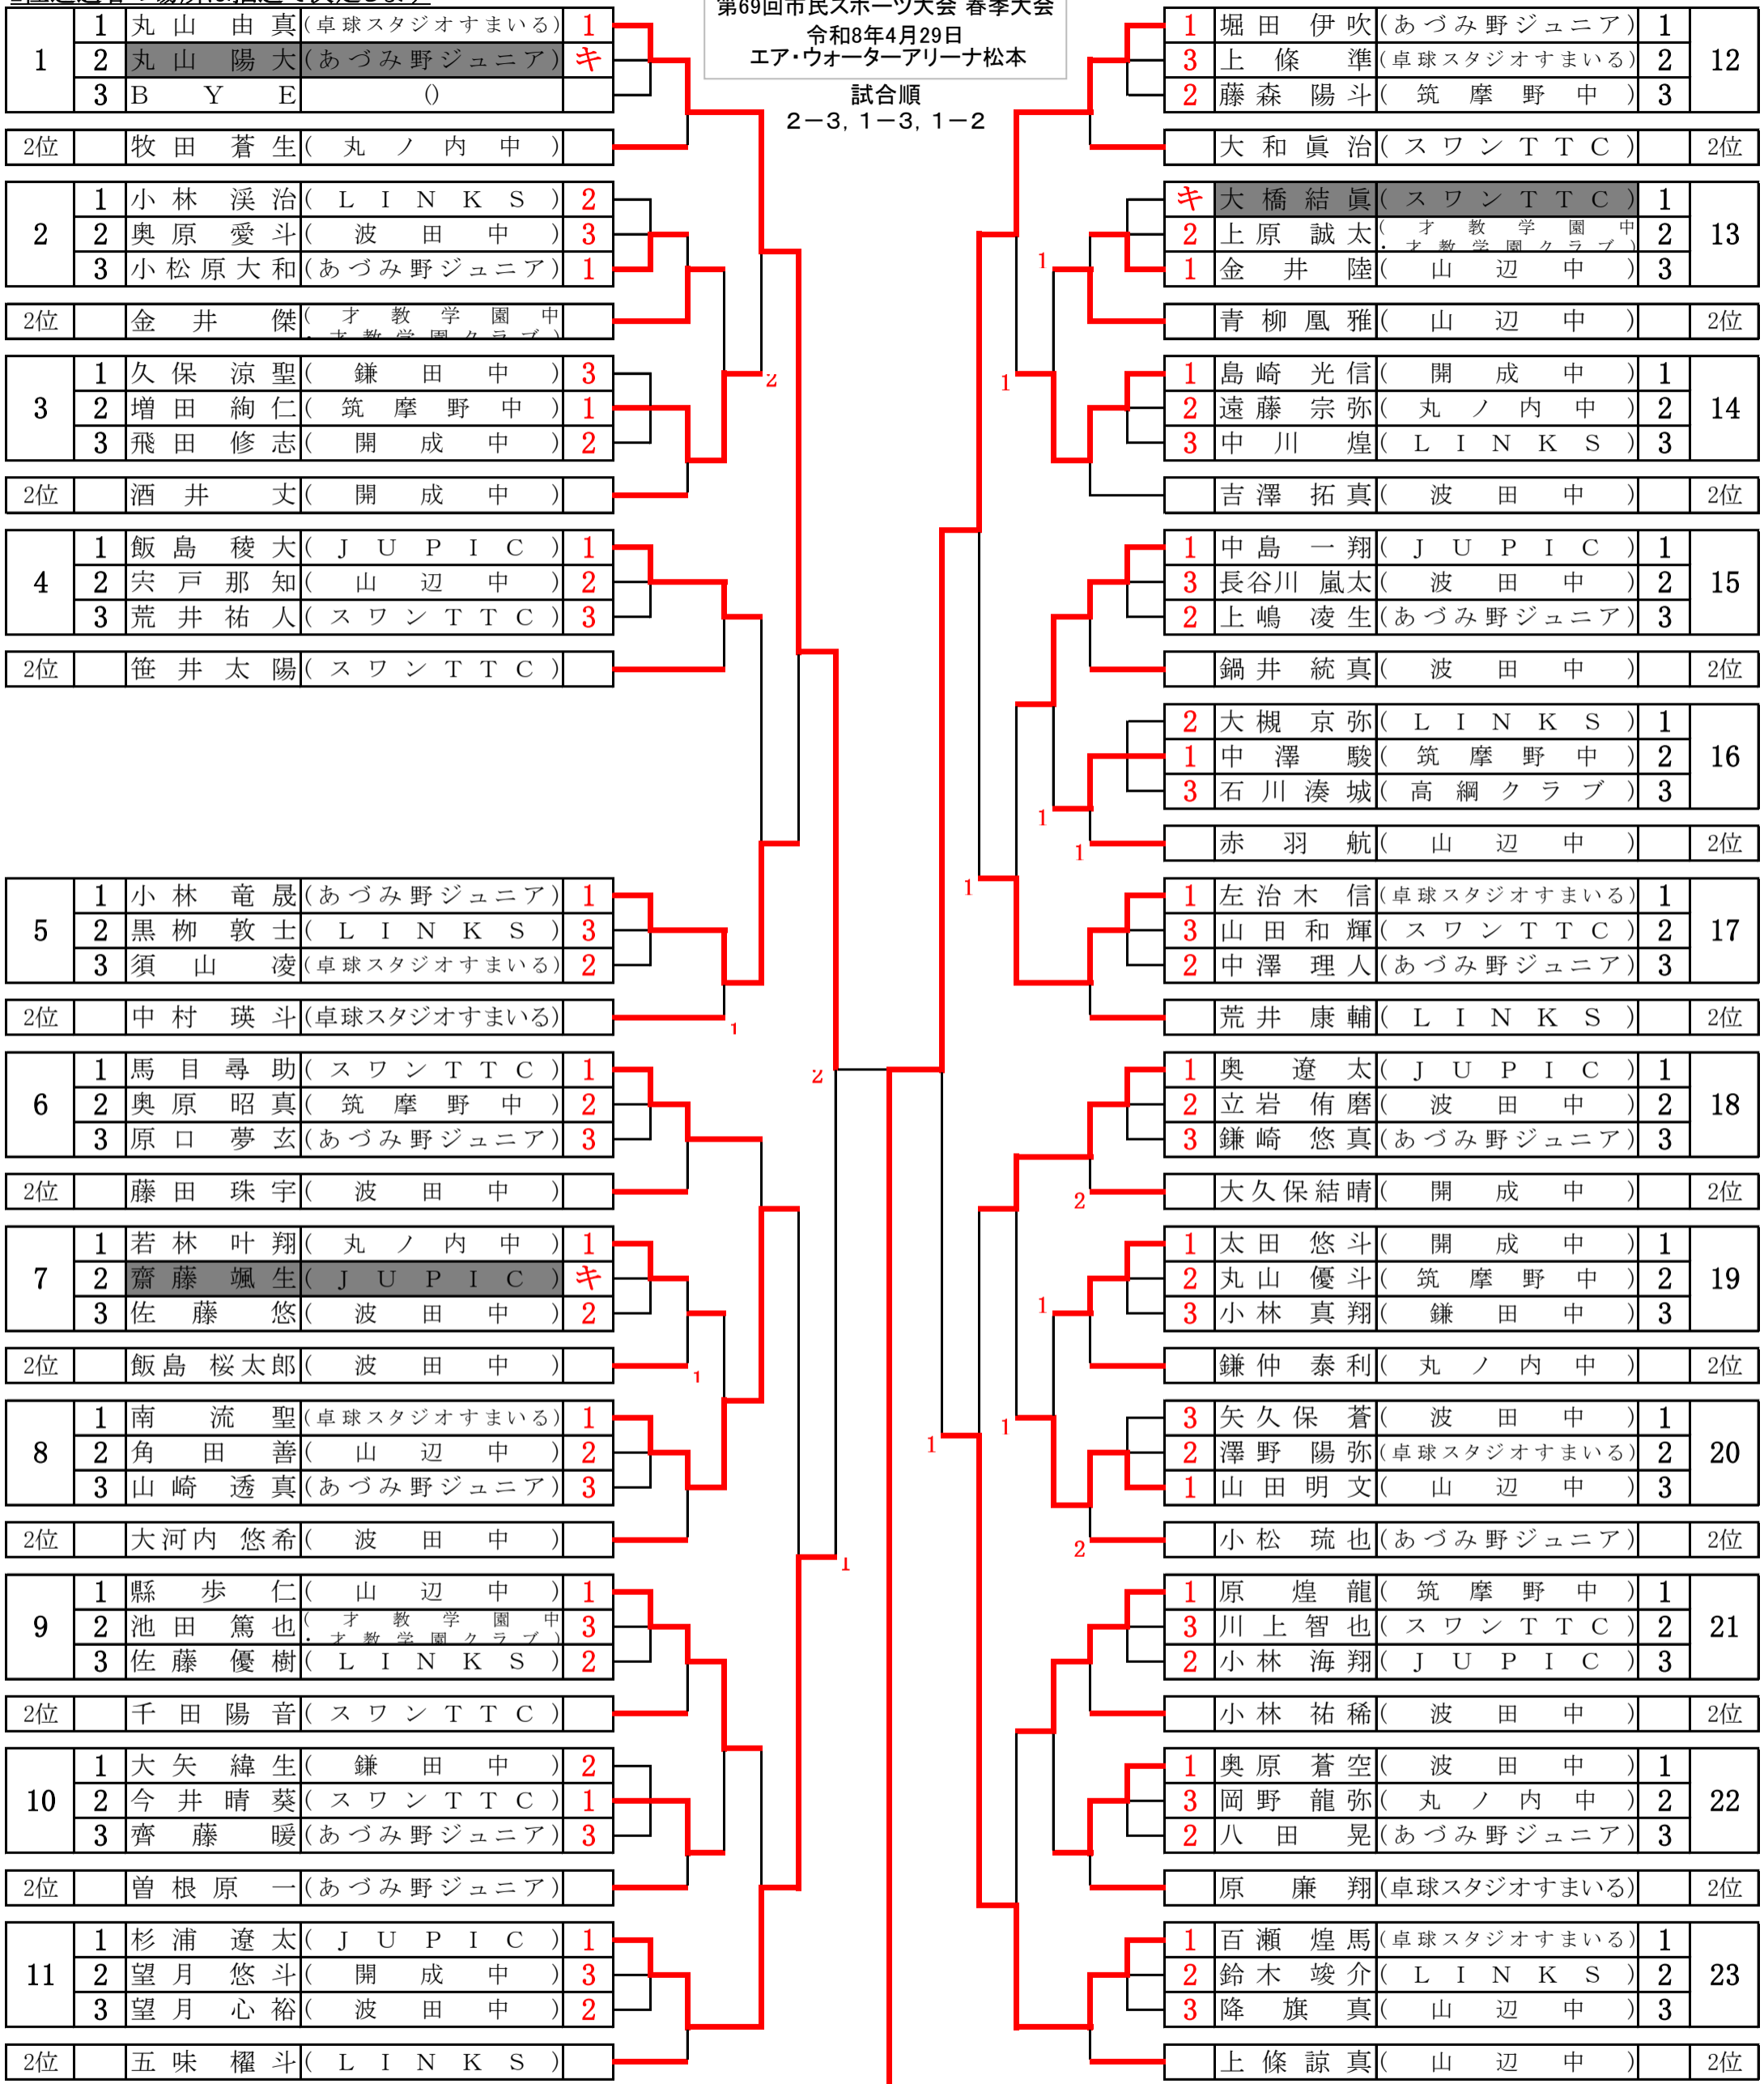 第69回市民スポーツ大会 春季大会
令和8年4月29日
エア・ウォーターアリーナ松本
試合順
2－3, 1－3, 1－2
1
1 丸山 由真 (卓球スタジオすまいる) 1
2 丸山 陽大 (あづみ野ジュニア) キ
3 BYE ()
2位 牧田 蒼生 (丸ノ内中)
2
1 小林 渓治 (LINKS) 2
2 奥原 愛斗 (波田中) 3
3 小松原大和 (あづみ野ジュニア) 1
2位 金井 傑 (才教学園中
3
1 久保 涼聖 (鎌田中) 3
2 増田 絢仁 (筑摩野中) 1
3 飛田 修志 (開成中) 2
2位 酒井 丈 (開成中)
2
4
1 飯島 稜大 (JUPIC) 1
2 宍戸那知 (山辺中) 2
3 荒井祐人 (スワンTTC) 3
2位 笹井太陽 (スワンTTC)
5
1 小林 竜晟 (あづみ野ジュニア) 1
2 黒栁 敦士 (LINKS) 3
3 須山 凌 (卓球スタジオすまいる) 2
2位 中村 瑛斗 (卓球スタジオすまいる)
1
6
1 馬目尋助 (スワンTTC) 1
2 奥原 昭真 (筑摩野中) 2
3 原口 夢玄 (あづみ野ジュニア) 3
2
2位 藤田 珠宇 (波田中)
7
1 若林 叶翔 (丸ノ内中) 1
2 齋藤 颯生 (JUPIC) キ
3 佐藤 悠 (波田中) 2
2位 飯島 桜太郎 (波田中)
1
8
1 南 流聖 (卓球スタジオすまいる) 1
2 角田 善 (山辺中) 2
3 山崎 透真 (あづみ野ジュニア) 3
2位 大河内 悠希 (波田中)
1
9
1 縣 歩仁 (山辺中) 1
2 池田 篤也 (才教学園中
・才教学園クラブ) 3
3 佐藤 優樹 (LINKS) 2
2位 千田陽音 (スワンTTC)
10
1 大矢 緯生 (鎌田中) 2
2 今井晴葵 (スワンTTC) 1
3 齊藤 暖 (あづみ野ジュニア) 3
2位 曽根原 一 (あづみ野ジュニア)
11
1 杉浦 遼太 (JUPIC) 1
2 望月 悠斗 (開成中) 3
3 望月 心裕 (波田中) 2
2位 五味 櫂斗 (LINKS)
1 堀田 伊吹 (あづみ野ジュニア) 1
3 上條 準 (卓球スタジオすまいる) 2
2 藤森 陽斗 (筑摩野中) 3
12
大和眞治 (スワンTTC) 2位
キ 大橋結眞 (スワンTTC) 1
2 上原 誠太 (才教学園中
・才教学園クラブ) 2
1 金井 陸 (山辺中) 3
13
1
青柳凰雅 (山辺中) 2位
1
1 島崎 光信 (開成中) 1
2 遠藤 宗弥 (丸ノ内中) 2
3 中川 煌 (LINKS) 3
14
吉澤 拓真 (波田中) 2位
1 中島 一翔 (JUPIC) 1
3 長谷川 嵐太 (波田中) 2
2 上嶋 凌生 (あづみ野ジュニア) 3
15
鍋井 統真 (波田中) 2位
2 大槻 京弥 (LINKS) 1
1 中澤 駿 (筑摩野中) 2
3 石川湊城 (高綱クラブ) 3
16
1
1
赤羽 航 (山辺中) 2位
1
1 左治木 信 (卓球スタジオすまいる) 1
3 山田和輝 (スワンTTC) 2
2 中澤 理人 (あづみ野ジュニア) 3
17
荒井 康輔 (LINKS) 2位
1 奥 遼太 (JUPIC) 1
2 立岩 侑磨 (波田中) 2
3 鎌崎 悠真 (あづみ野ジュニア) 3
18
2
大久保結晴 (開成中) 2位
1 太田 悠斗 (開成中) 1
2 丸山 優斗 (筑摩野中) 2
3 小林 真翔 (鎌田中) 3
19
1
鎌仲 泰利 (丸ノ内中) 2位
1
1
3 矢久保 蒼 (波田中) 1
2 澤野 陽弥 (卓球スタジオすまいる) 2
1 山田明文 (山辺中) 3
20
2
小松 琉也 (あづみ野ジュニア) 2位
1 原 煌龍 (筑摩野中) 1
3 川上智也 (スワンTTC) 2
2 小林 海翔 (JUPIC) 3
21
小林 祐稀 (波田中) 2位
1 奥原 蒼空 (波田中) 1
3 岡野 龍弥 (丸ノ内中) 2
2 八田 晃 (あづみ野ジュニア) 3
22
原 廉翔 (卓球スタジオすまいる) 2位
1 百瀬 煌馬 (卓球スタジオすまいる) 1
2 鈴木 竣介 (LINKS) 2
3 降旗 真 (山辺中) 3
23
上條諒真 (山辺中) 2位